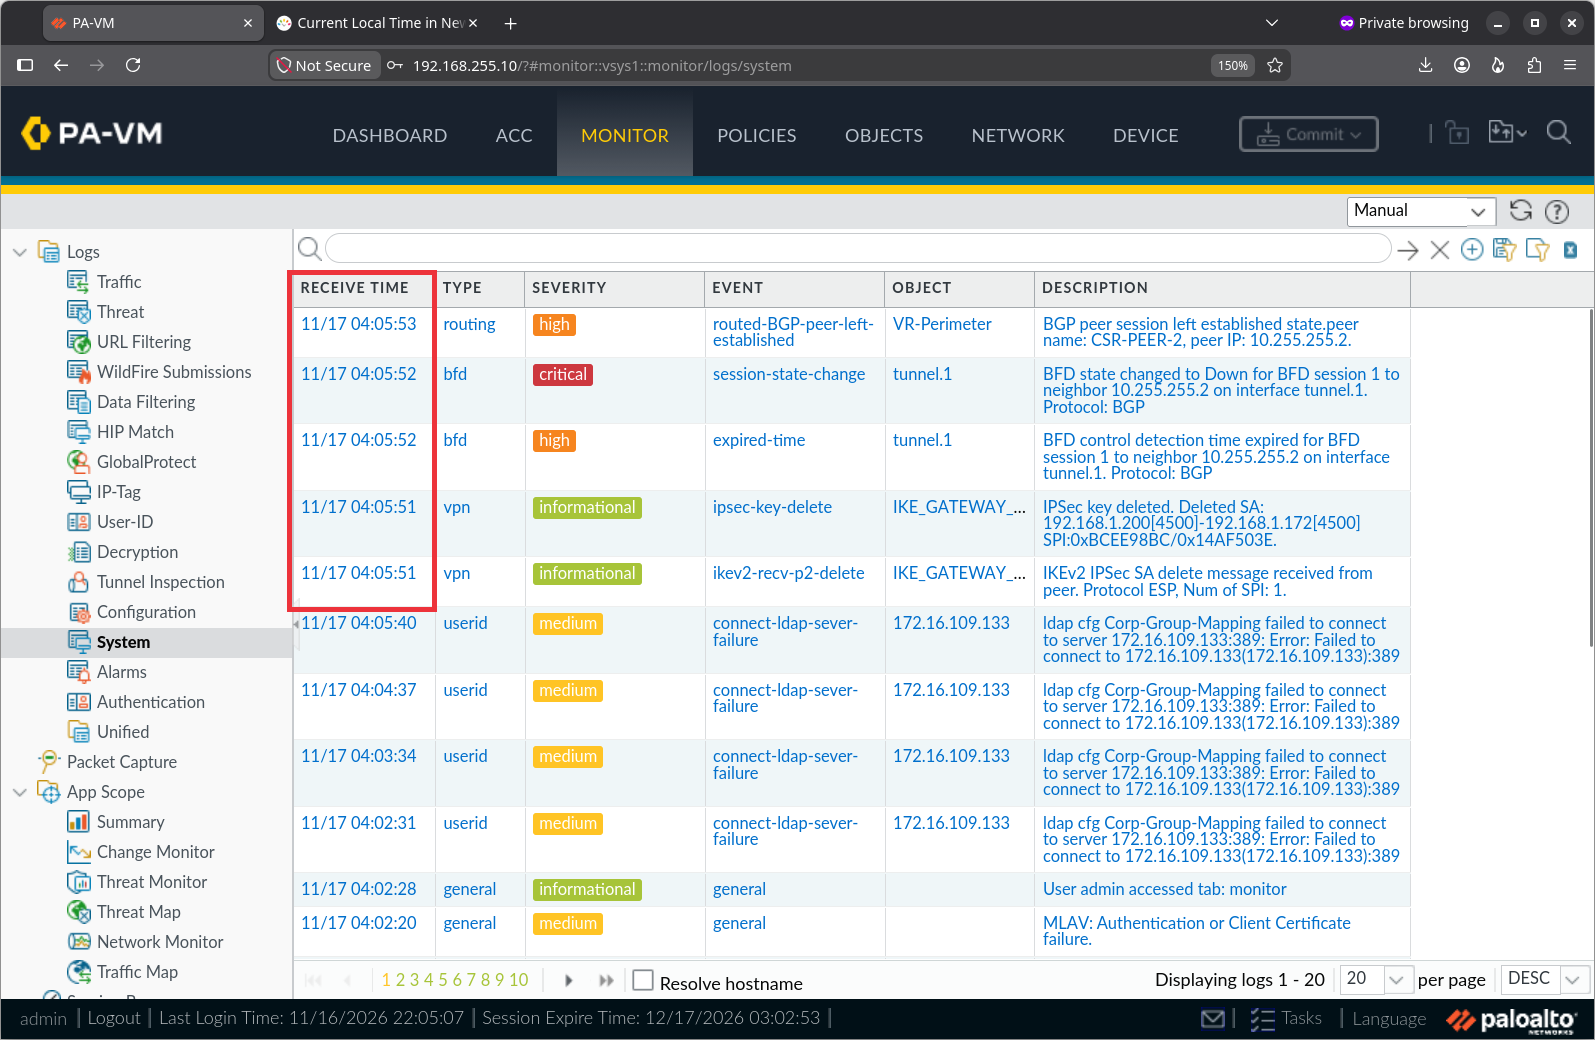 PA-VM
Current Local Time in Nev
Private browsing
Not Secure
192.168.255.10/?#monitor::vsys1::monitor/logs/system
150%
PA-VM
DASHBOARD
ACC
MONITOR
POLICIES
OBJECTS
NETWORK
DEVICE
Commit
Manual
Logs
Traffic
Threat
URL Filtering
WildFire Submissions
Data Filtering
HIP Match
GlobalProtect
IP-Tag
User-ID
Decryption
Tunnel Inspection
Configuration
System
Alarms
Authentication
Unified
Packet Capture
App Scope
Summary
Change Monitor
Threat Monitor
Threat Map
Network Monitor
Traffic Map
RECEIVE TIME TYPE SEVERITY EVENT OBJECT DESCRIPTION
11/17 04:05:53 routing high routed-BGP-peer-left- VR-Perimeter BGP peer session left established state.peer
established name: CSR-PEER-2, peer IP: 10.255.255.2.
11/17 04:05:52 bfd critical session-state-change tunnel.1 BFD state changed to Down for BFD session 1 to
neighbor 10.255.255.2 on interface tunnel.1.
Protocol: BGP
11/17 04:05:52 bfd high expired-time tunnel.1 BFD control detection time expired for BFD
session 1 to neighbor 10.255.255.2 on interface
tunnel.1. Protocol: BGP
11/17 04:05:51 vpn informational ipsec-key-delete IKE_GATEWAY_... IPSec key deleted. Deleted SA:
192.168.1.200[4500]-192.168.1.172[4500]
SPI:0xBCEE98BC/0x14AF503E.
11/17 04:05:51 vpn informational ikev2-recv-p2-delete IKE_GATEWAY_... IKEv2 IPSec SA delete message received from
peer. Protocol ESP, Num of SPI: 1.
11/17 04:05:40 userid medium connect-ldap-sever- 172.16.109.133 ldap cfg Corp-Group-Mapping failed to connect
failure to server 172.16.109.133:389: Error: Failed to
connect to 172.16.109.133(172.16.109.133):389
11/17 04:04:37 userid medium connect-ldap-sever- 172.16.109.133 ldap cfg Corp-Group-Mapping failed to connect
failure to server 172.16.109.133:389: Error: Failed to
connect to 172.16.109.133(172.16.109.133):389
11/17 04:03:34 userid medium connect-ldap-sever- 172.16.109.133 ldap cfg Corp-Group-Mapping failed to connect
failure to server 172.16.109.133:389: Error: Failed to
connect to 172.16.109.133(172.16.109.133):389
11/17 04:02:31 userid medium connect-ldap-sever- 172.16.109.133 ldap cfg Corp-Group-Mapping failed to connect
failure to server 172.16.109.133:389: Error: Failed to
connect to 172.16.109.133(172.16.109.133):389
11/17 04:02:28 general informational general User admin accessed tab: monitor
11/17 04:02:20 general medium general MLAV: Authentication or Client Certificate
failure.
1 2 3 4 5 6 7 8 9 10 Resolve hostname Displaying logs 1 - 20 20 per page DESC
admin | Logout | Last Login Time: 11/16/2026 22:05:07 | Session Expire Time: 12/17/2026 03:02:53 |
Tasks | Language
paloalto
NETWORKS